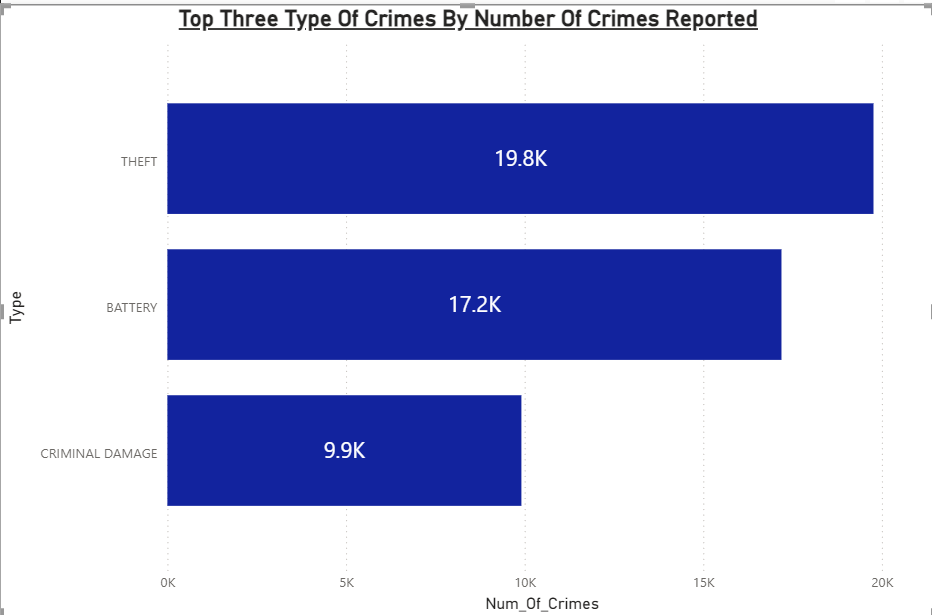 Top Three Type Of Crimes By Number Of Crimes Reported
THEFT
19.8K
BATTERY
17.2K
CRIMINAL DAMAGE
9.9K
Type
0K 5K 10K 15K 20K
Num_Of_Crimes